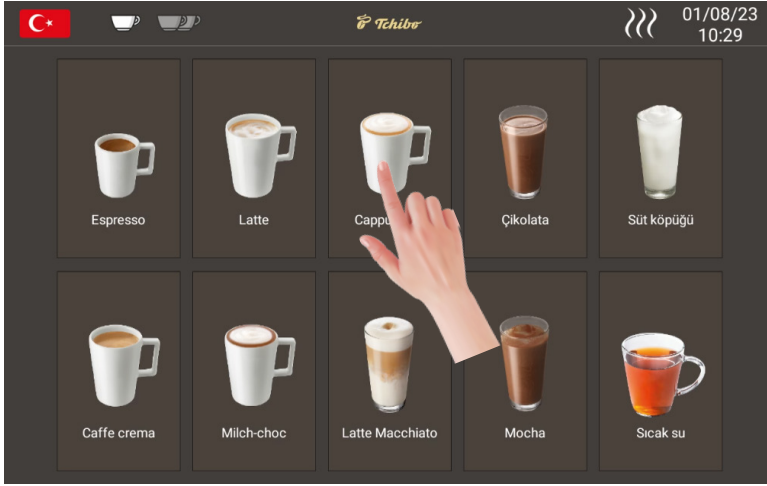 Tchibo
01/08/23
10:29
Espresso
Latte
Çikolata
Süt köpüğü
Caffe crema
Milch-choc
Latte Macchiato
Mocha
Sıcak su